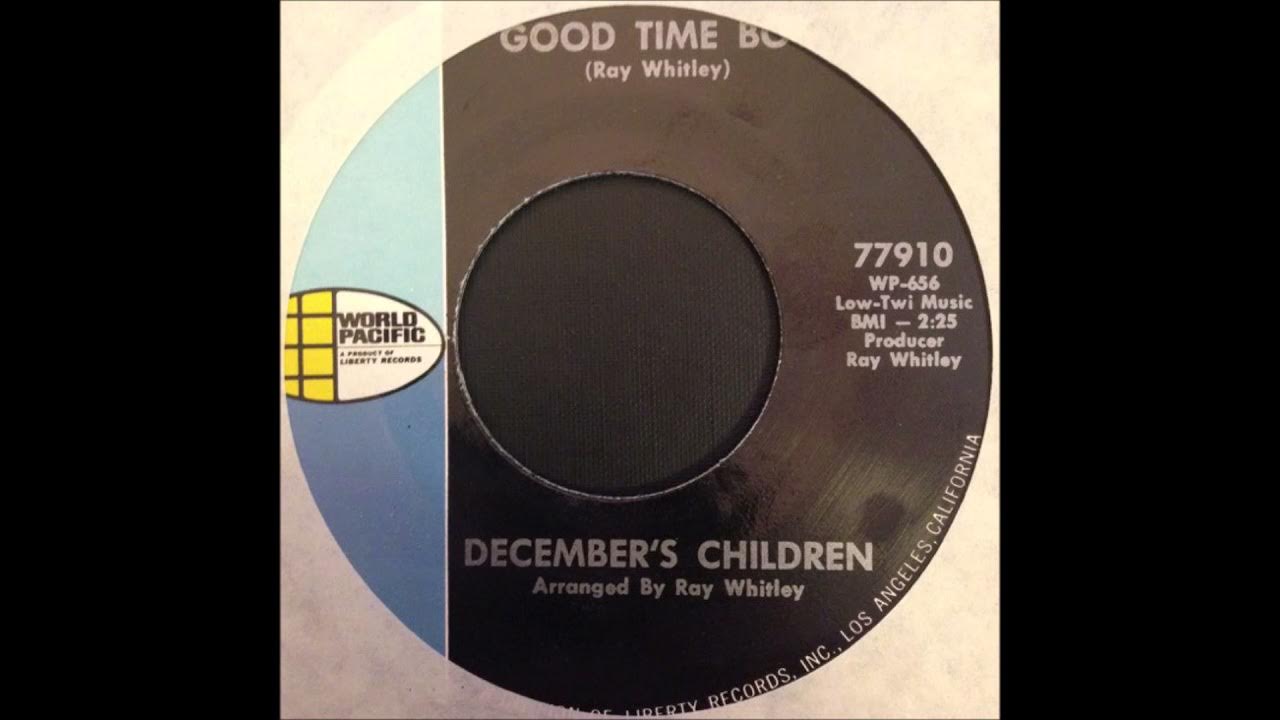 GOOD TIME
(Ray Whitley)
77910
WP-656
Low-Twi Music
BMI — 2:25
Producer
Ray Whitley
WORLD
PACIFIC
A PRODUCT OF
LIBERTY RECORDS
DECEMBER'S CHILDREN
Arranged By Ray Whitley
OF LIBERTY RECORDS, INC., LOS ANGELES, CALIFORNIA